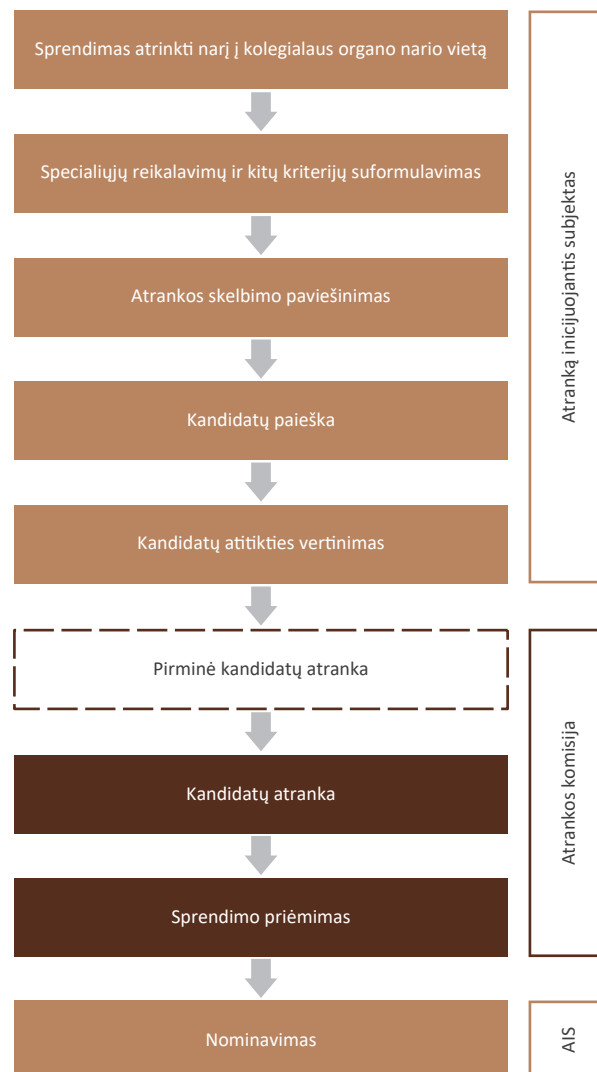 Sprendimas atrinkti narį į kolegialaus organo nario vietą
Specialiųjų reikalavimų ir kitų kriterijų suformulavimas
Atrankos skelbimo paviešinimas
Kandidatų paieška
Kandidatų atitikties vertinimas
Atranką inicijuojantis subjektas
Pirminė kandidatų atranka
Kandidatų atranka
Sprendimo priėmimas
Atrankos komisija
Nominavimas
AIS